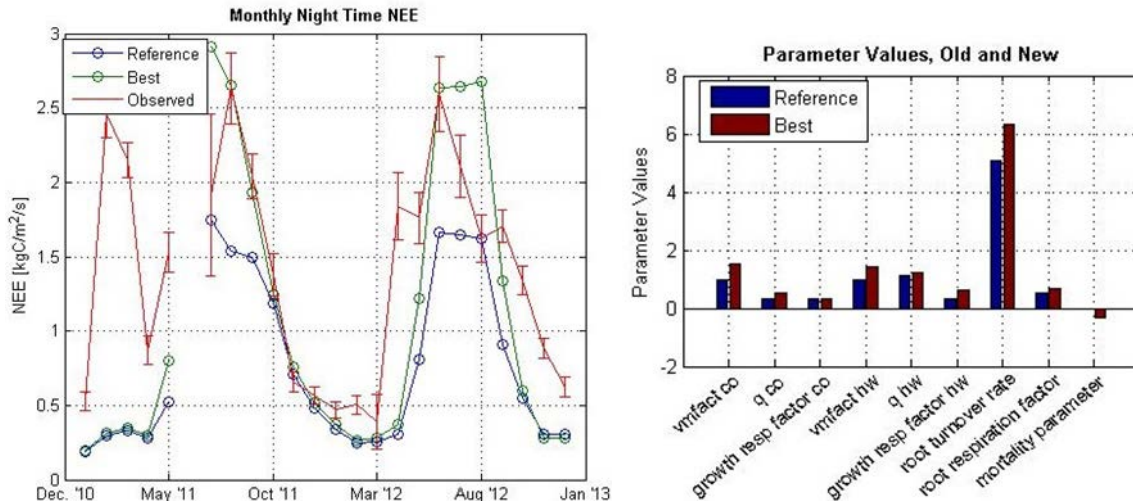 Monthly Night Time NEE
NEE [kgC/m²/s]
3
2.5
2
1.5
1
0.5
0
Reference
Best
Observed
Dec. '10
May '11
Oct '11
Mar '12
Aug '12
Jan '13
Parameter Values, Old and New
Parameter Values
8
6
4
2
0
-2
Reference
Best
vmfact co
q co
growth resp factor co
vmfact hw
q hw
growth resp factor hw
root turnover rate
root respiration factor
mortality parameter